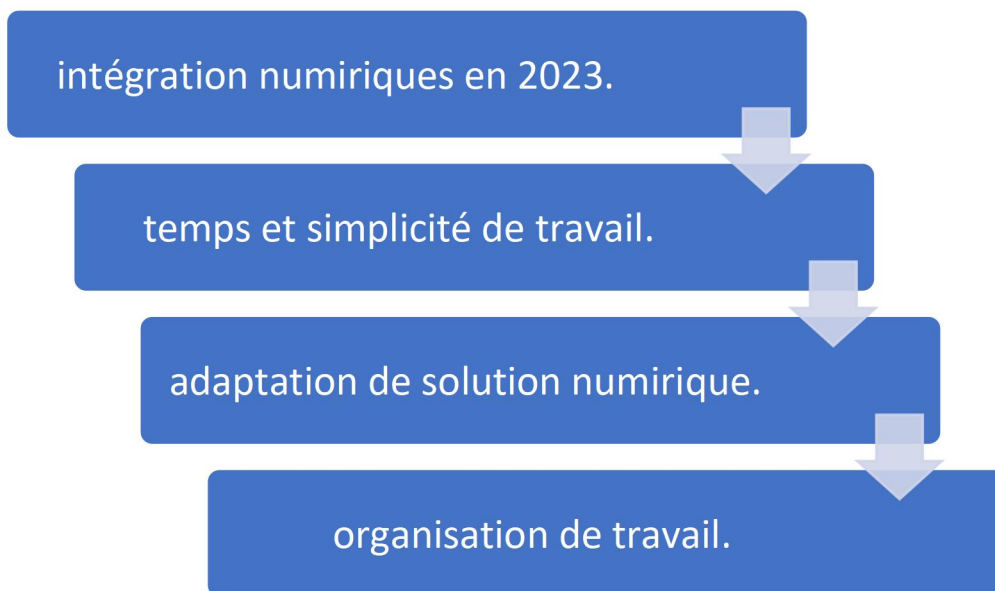 intégration numiriques en 2023.
temps et simplicité de travail.
adaptation de solution numirique.
organisation de travail.